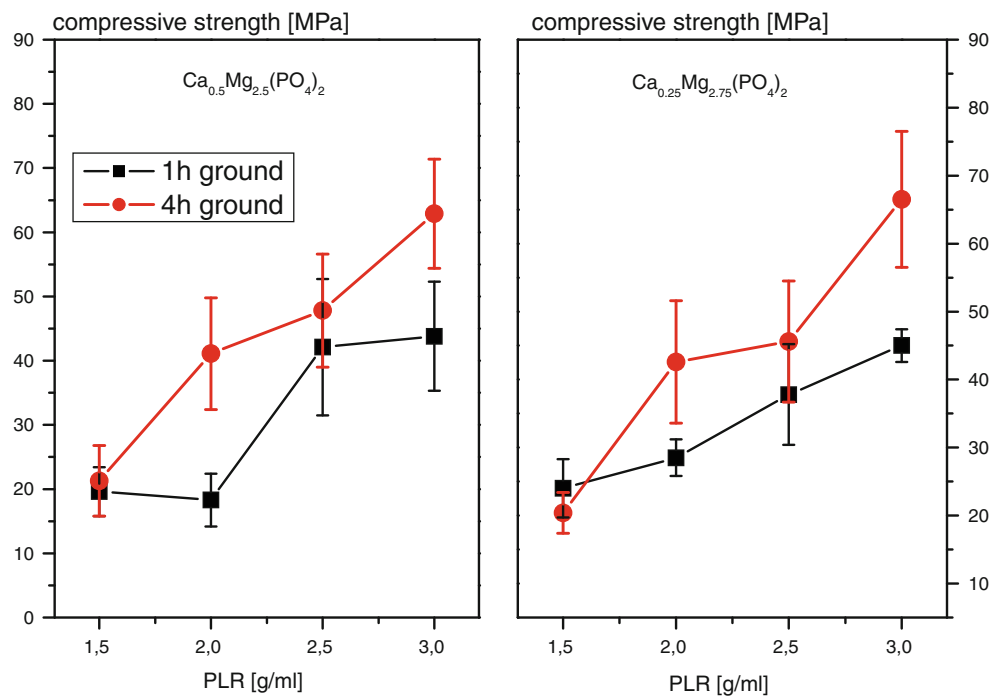 compressive strength [MPa]
90
80
70
60
50
40
30
20
10
0
Ca0.5Mg2.5(PO4)2
1h ground
4h ground
1,5 2,0 2,5 3,0
PLR [g/ml]
compressive strength [MPa]
Ca0.25Mg2.75(PO4)2
90
80
70
60
50
40
30
20
10
1,5 2,0 2,5 3,0
PLR [g/ml]